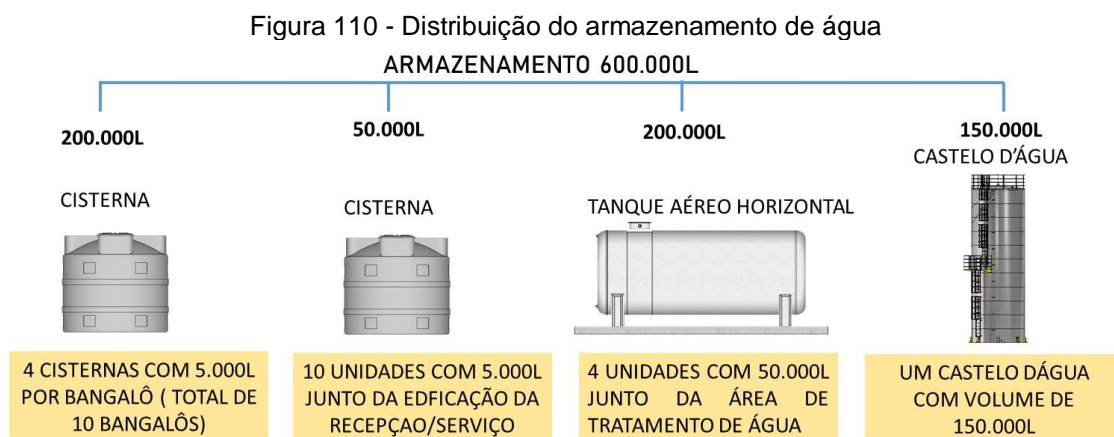 Figura 110 - Distribuição do armazenamento de água
ARMAZENAMENTO 600.000L
200.000L
50.000L
200.000L
150.000L
CASTELO D'ÁGUA
CISTERNA
CISTERNA
TANQUE AÉREO HORIZONTAL
4 CISTERNAS COM 5.000L
POR BANGALÔ ( TOTAL DE
10 BANGALÔS)
10 UNIDADES COM 5.000L
JUNTO DA EDFICAÇÃO DA
RECEPÇAO/SERVIÇO
4 UNIDADES COM 50.000L
JUNTO DA ÁREA DE
TRATAMENTO DE ÁGUA
UM CASTELO DÁGUA
COM VOLUME DE
150.000L